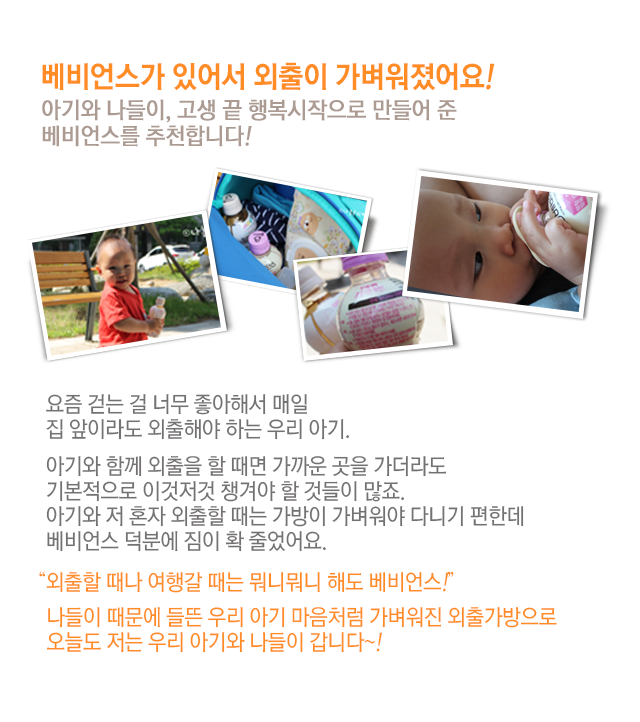 베비언스가 있어서 외출이 가벼워졌어요!
아기와 나들이, 고생 끝 행복시작으로 만들어 준
베비언스를 추천합니다!
요즘 걷는 걸 너무 좋아해서 매일
집 앞이라도 외출해야 하는 우리 아기.
아기와 함께 외출을 할 때면 가까운 곳을 가더라도
기본적으로 이것저것 챙겨야 할 것들이 많죠.
아기와 저 혼자 외출할 때는 가방이 가벼워야 다니기 편한데
베비언스 덕분에 짐이 확 줄었어요.
“외출할 때나 여행갈 때는 뭐니뭐니 해도 베비언스!”
나들이 때문에 들뜬 우리 아기 마음처럼 가벼워진 외출가방으로
오늘도 저는 우리 아기와 나들이 갑니다~!